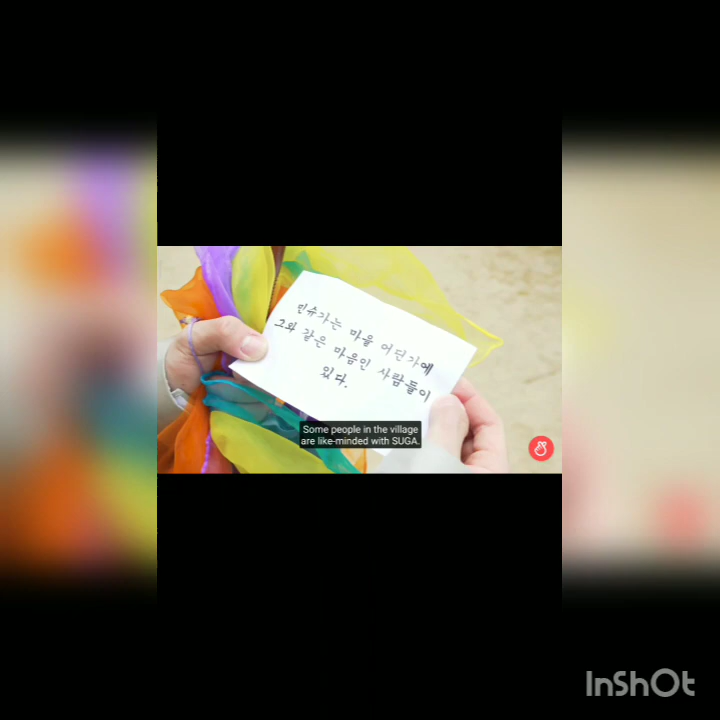 민슈가는 마을 어딘가에
그와 같은 마음인 사람들이
있다.
Some people in the village
are like-minded with SUGA.
InShOt